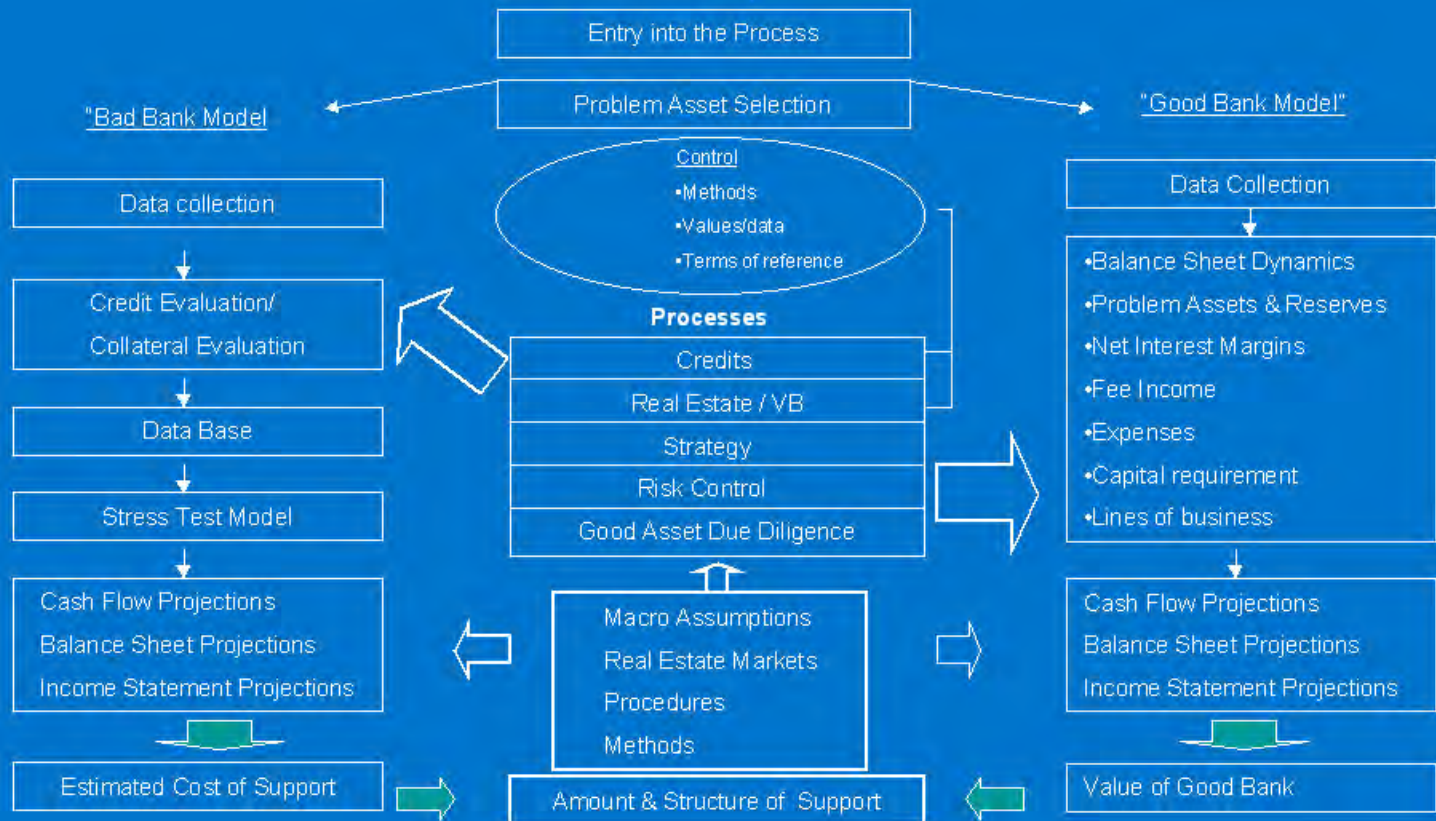 Entry into the Process
Problem Asset Selection
"Bad Bank Model
Data collection
Credit Evaluation/
Collateral Evaluation
Data Base
Stress Test Model
Cash Flow Projections
Balance Sheet Projections
Income Statement Projections
Estimated Cost of Support
Control
•Methods
•Values/data
•Terms of reference
Processes
Credits
Real Estate / VB
Strategy
Risk Control
Good Asset Due Diligence
Macro Assumptions
Real Estate Markets
Procedures
Methods
Amount & Structure of Support
"Good Bank Model"
Data Collection
•Balance Sheet Dynamics
•Problem Assets & Reserves
•Net Interest Margins
•Fee Income
•Expenses
•Capital requirement
•Lines of business
Cash Flow Projections
Balance Sheet Projections
Income Statement Projections
Value of Good Bank